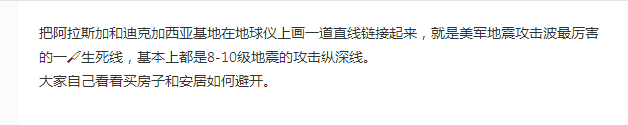 把阿拉斯加和迪克加西亚基地在地球仪上画一道直线链接起来，就是美军地震攻击波最厉害
的一🖊生死线，基本上都是8-10级地震的攻击纵深线。
大家自己看看买房子和安居如何避开。